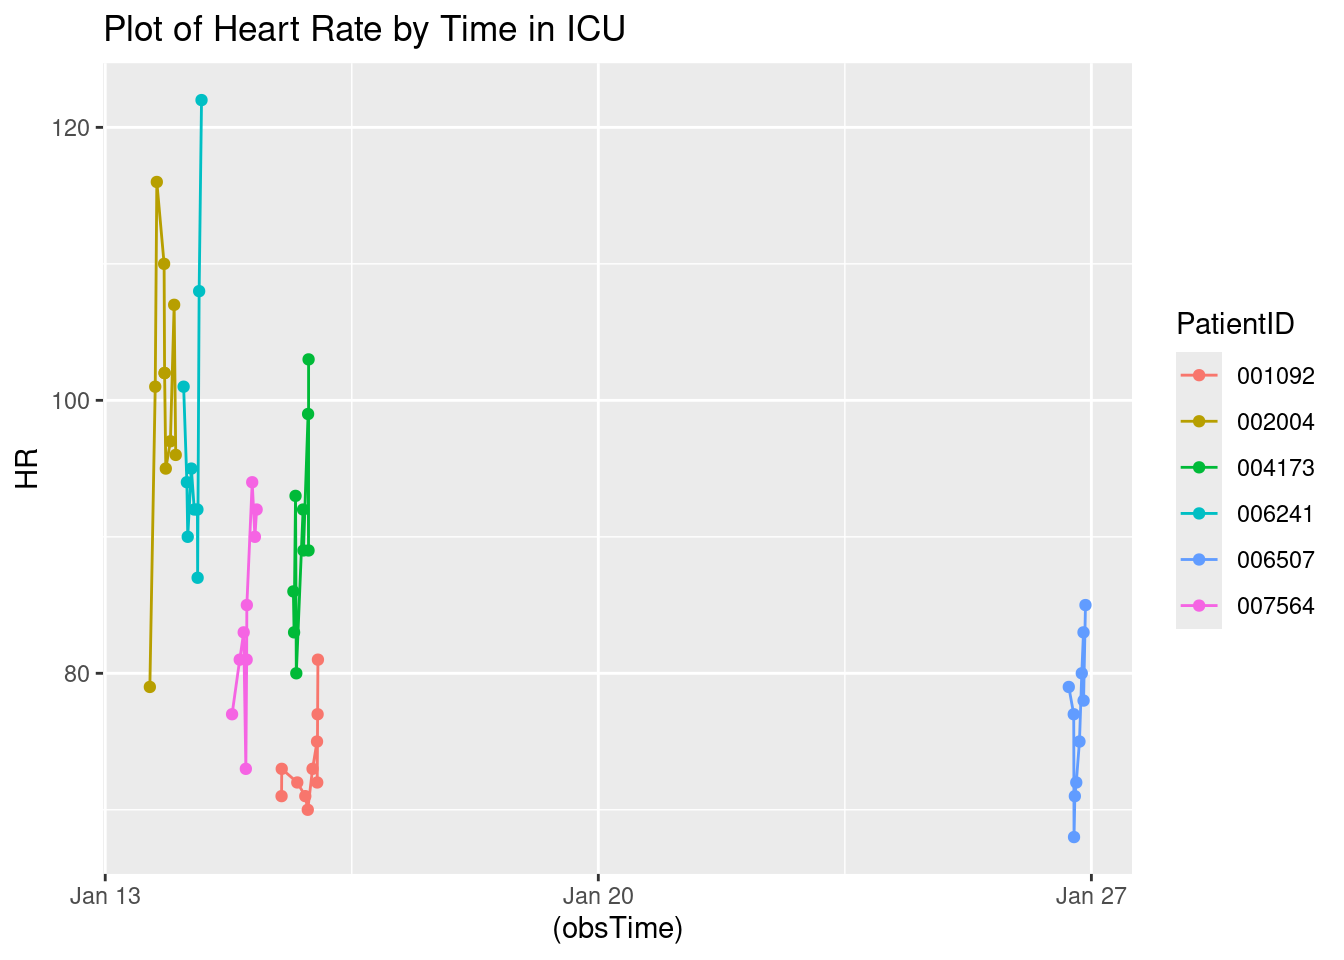 Plot of Heart Rate by Time in ICU
120
100
80
HR
Jan 13
Jan 20
Jan 27
(obsTime)
PatientID
001092
002004
004173
006241
006507
007564